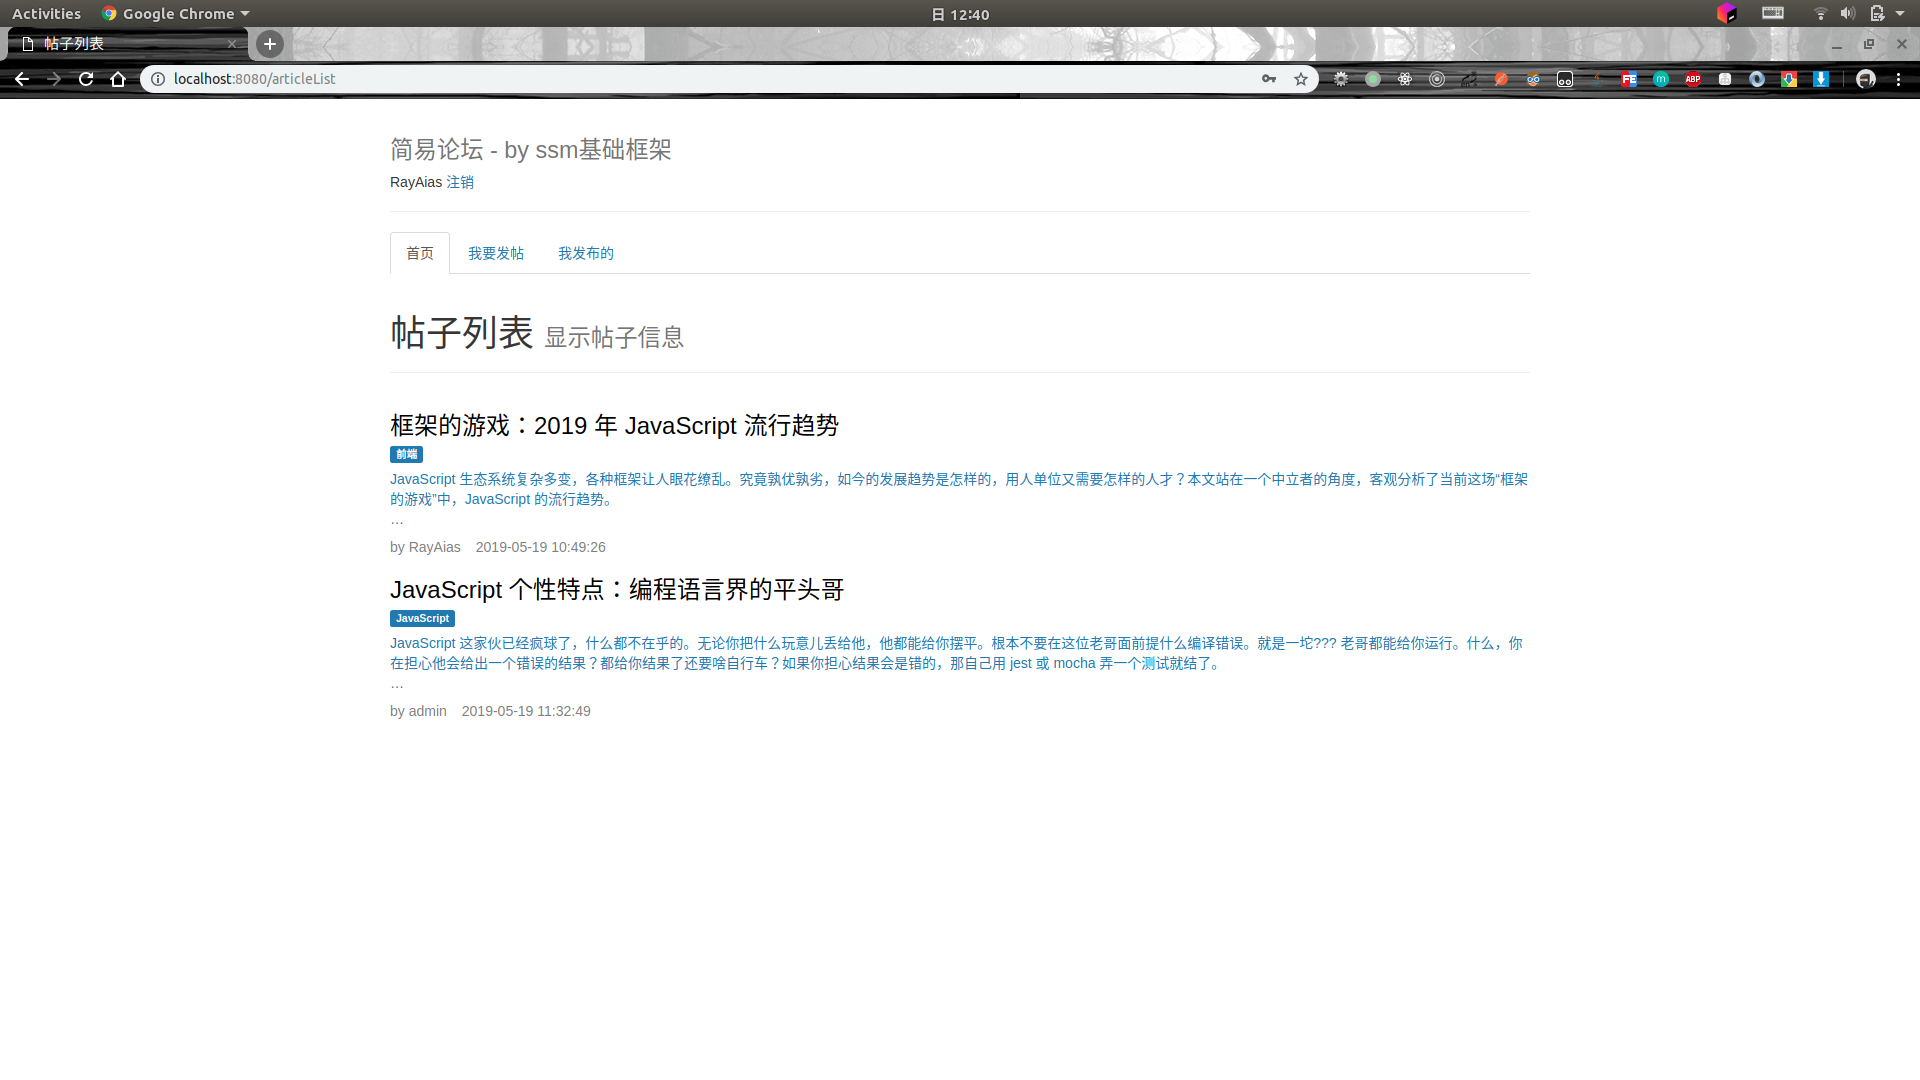 Activities Google Chrome 日 12:40
帖子列表
localhost:8080/articleList
FE m ABP
简易论坛 - by ssm基础框架
RayAias 注销
首页 我要发帖 我发布的
帖子列表 显示帖子信息
框架的游戏：2019 年 JavaScript 流行趋势
前端
JavaScript 生态系统复杂多变，各种框架让人眼花缭乱。究竟孰优孰劣，如今的发展趋势是怎样的，用人单位又需要怎样的人才？本文站在一个中立者的角度，客观分析了当前这场“框架
的游戏”中，JavaScript 的流行趋势。
…
by RayAias 2019-05-19 10:49:26
JavaScript 个性特点：编程语言界的平头哥
JavaScript
JavaScript 这家伙已经疯球了，什么都不在乎的。无论你把什么玩意儿丢给他，他都能给你摆平。根本不要在这位老哥面前提什么编译错误。就是一坨??? 老哥都能给你运行。什么，你
在担心他会给出一个错误的结果？都给你结果了还要啥自行车？如果你担心结果会是错的，那自己用 jest 或 mocha 弄一个测试就结了。
…
by admin 2019-05-19 11:32:49